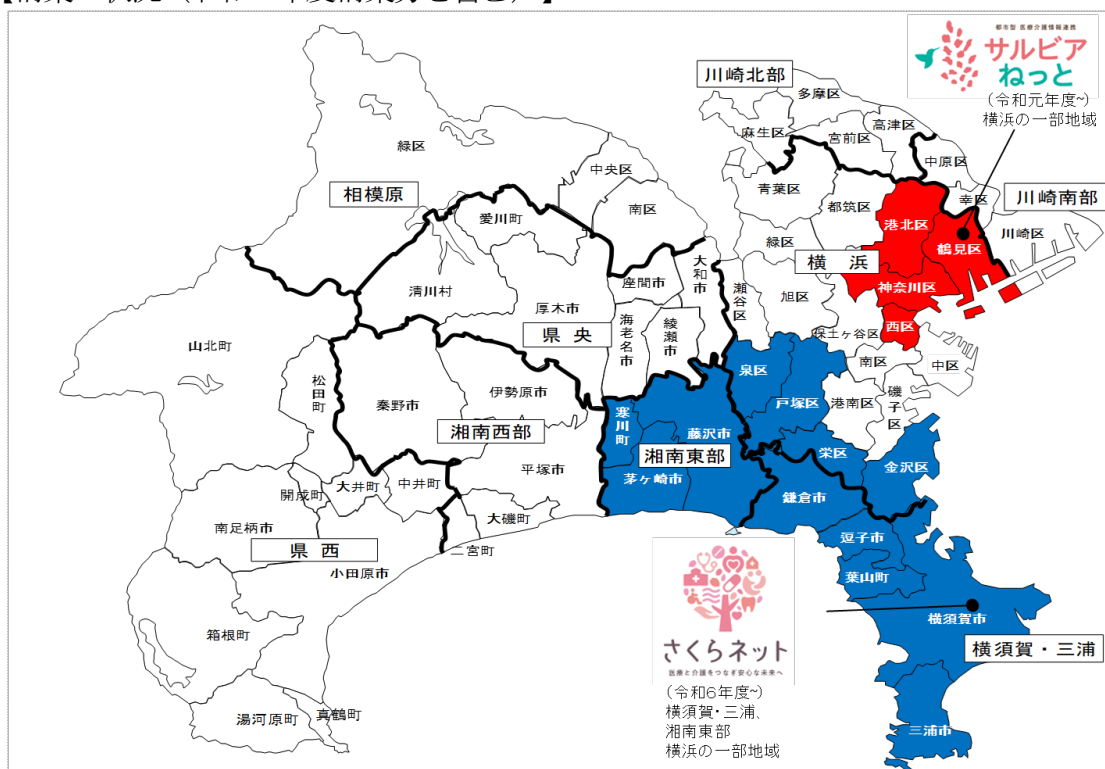 都市型 医療介護情報連携
サルビア
ねっと
(令和元年度~)
横浜の一部地域
川崎北部
多摩区
高津区
麻生区
宮前区
中原区
緑区
中央区
青葉区
幸区
相模原
南区
都筑区
川崎南部
愛川町
港北区
川崎区
鶴見区
緑区
横 浜
大和市
座間市
瀬谷区
旭区
神奈川区
清川村
厚木市
海老名市
綾瀬市
西区
県 央
保土ヶ谷区
山北町
南区
中区
松田町
泉区
伊勢原市
秦野市
戸塚区
港南区
磯子区
寒川町
藤沢市
湘南西部
湘南東部
栄区
金沢区
平塚市
茅ヶ崎市
大井町
中井町
鎌倉市
開成町
大磯町
南足柄市
県 西
二宮町
逗子市
小田原市
葉山町
横須賀市
箱根町
さくらネット
医療と介護をつなぎ安心な未来へ
横須賀・三浦
(令和6年度~)
横須賀・三浦、
湘南東部
横浜の一部地域
湯河原町
真鶴町
三浦市